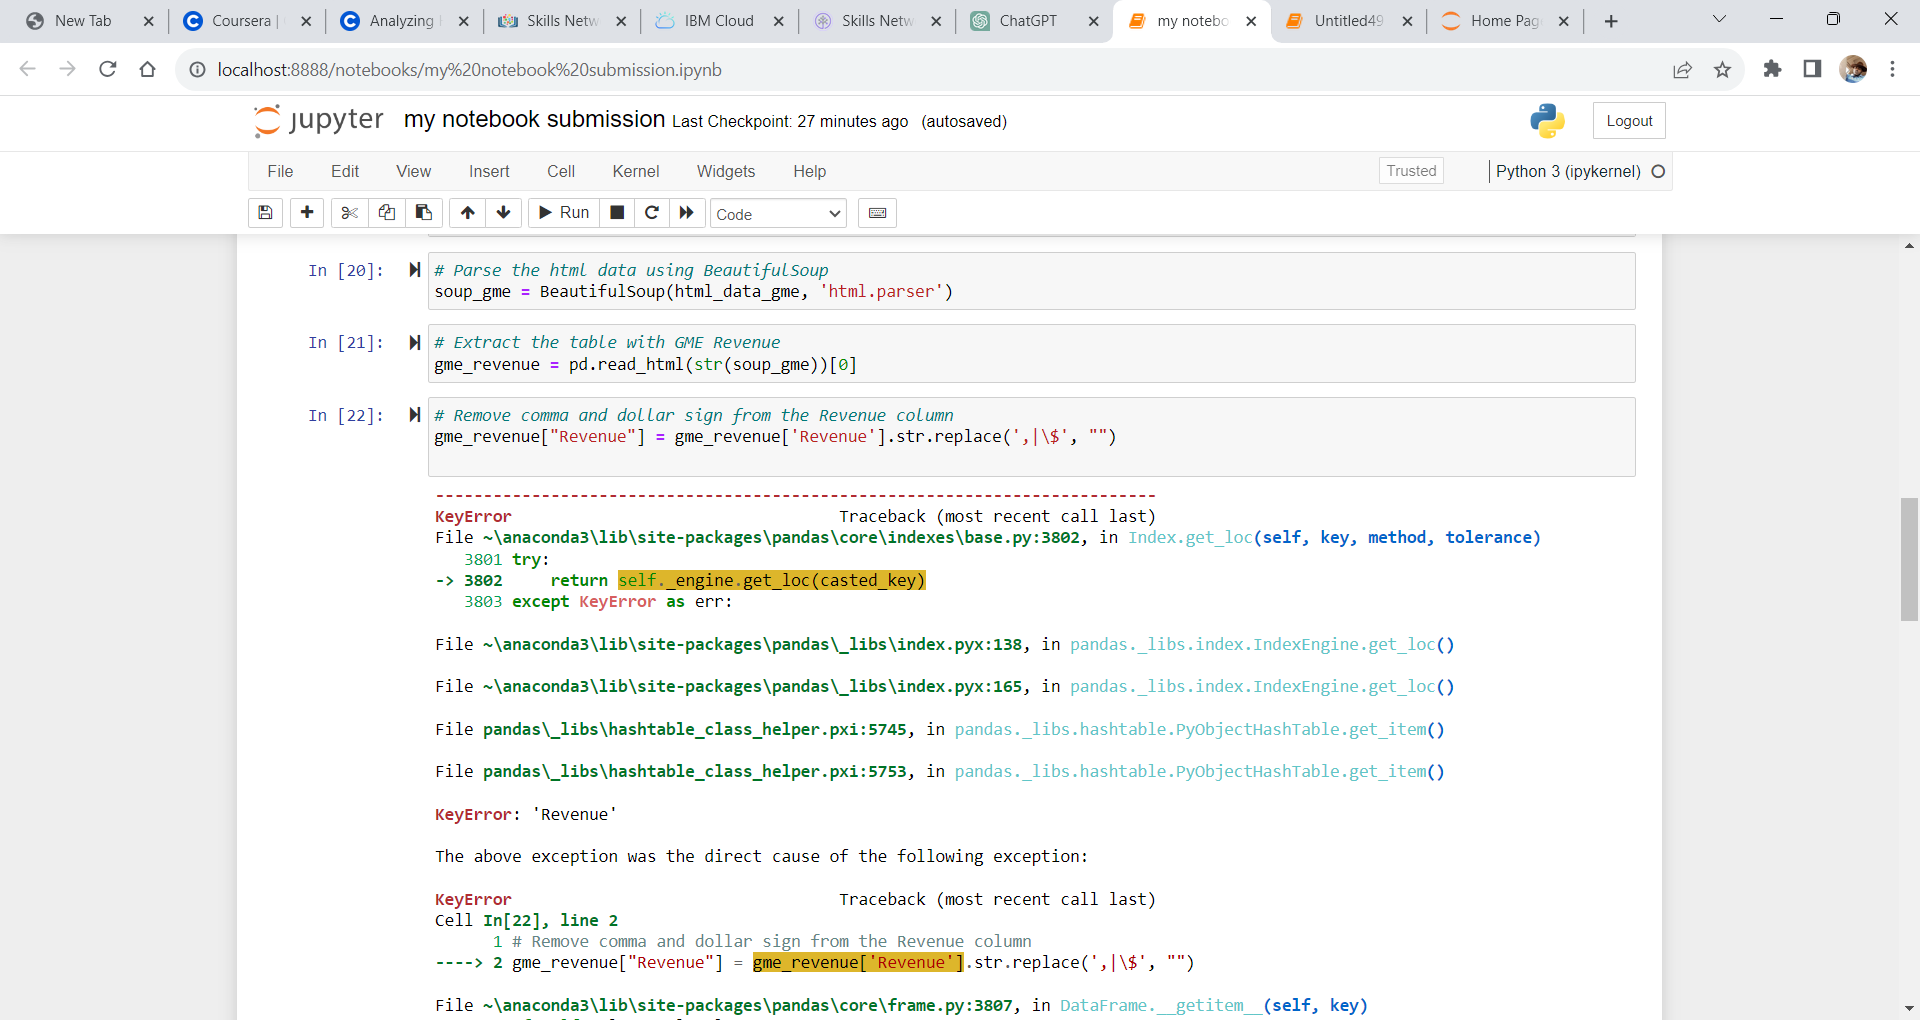 New Tab
Coursera |
Analyzing
Skills Netw
IBM Cloud
Skills Netw
ChatGPT
my notebo
Untitled49
Home Pag
localhost:8888/notebooks/my%20notebook%20submission.ipynb
jupyter my notebook submission Last Checkpoint: 27 minutes ago (autosaved)
Logout
File Edit View Insert Cell Kernel Widgets Help
Trusted
Python 3 (ipykernel)
Run
Code
In [20]: # Parse the html data using BeautifulSoup
soup_gme = BeautifulSoup(html_data_gme, 'html.parser')
In [21]: # Extract the table with GME Revenue
gme_revenue = pd.read_html(str(soup_gme))[0]
In [22]: # Remove comma and dollar sign from the Revenue column
gme_revenue["Revenue"] = gme_revenue['Revenue'].str.replace(',|\$', "")
---------------------------------------------------------------------------
KeyError                                  Traceback (most recent call last)
File ~\anaconda3\lib\site-packages\pandas\core\indexes\base.py:3802, in Index.get_loc(self, key, method, tolerance)
3801 try:
-> 3802     return self._engine.get_loc(casted_key)
3803 except KeyError as err:
File ~\anaconda3\lib\site-packages\pandas\_libs\index.pyx:138, in pandas._libs.index.IndexEngine.get_loc()
File ~\anaconda3\lib\site-packages\pandas\_libs\index.pyx:165, in pandas._libs.index.IndexEngine.get_loc()
File pandas\_libs\hashtable_class_helper.pxi:5745, in pandas._libs.hashtable.PyObjectHashTable.get_item()
File pandas\_libs\hashtable_class_helper.pxi:5753, in pandas._libs.hashtable.PyObjectHashTable.get_item()
KeyError: 'Revenue'
The above exception was the direct cause of the following exception:
KeyError                                  Traceback (most recent call last)
Cell In[22], line 2
1 # Remove comma and dollar sign from the Revenue column
----> 2 gme_revenue["Revenue"] = gme_revenue['Revenue'].str.replace(',|\$', "")
File ~\anaconda3\lib\site-packages\pandas\core\frame.py:3807, in DataFrame.__getitem__(self, key)